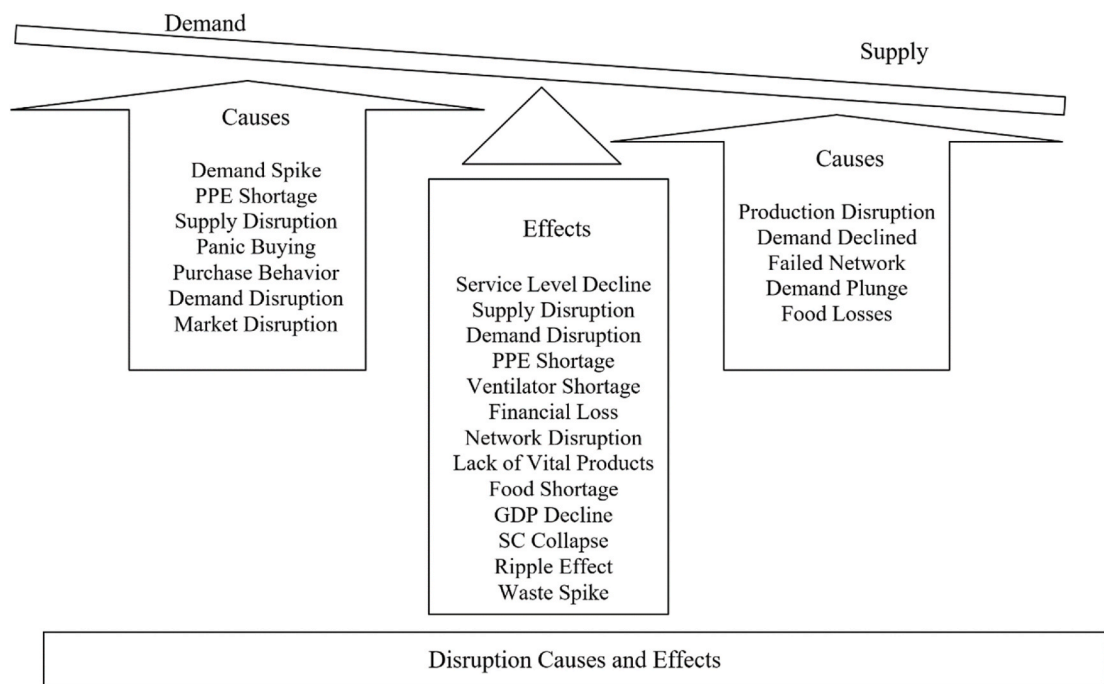 Demand
Supply
Causes
Demand Spike
PPE Shortage
Supply Disruption
Panic Buying
Purchase Behavior
Demand Disruption
Market Disruption
Effects
Service Level Decline
Supply Disruption
Demand Disruption
PPE Shortage
Ventilator Shortage
Financial Loss
Network Disruption
Lack of Vital Products
Food Shortage
GDP Decline
SC Collapse
Ripple Effect
Waste Spike
Causes
Production Disruption
Demand Declined
Failed Network
Demand Plunge
Food Losses
Disruption Causes and Effects